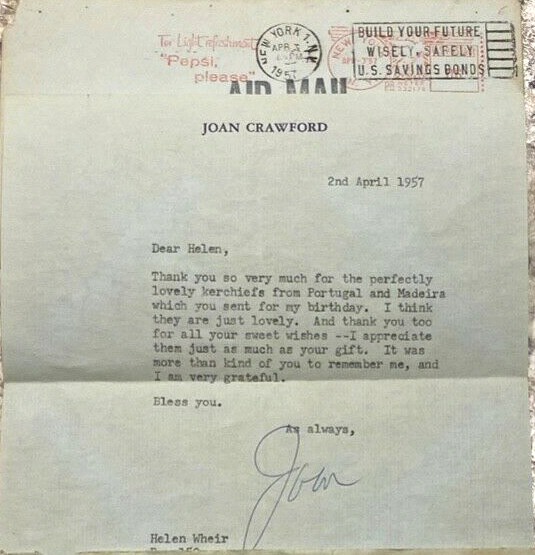 For Light refreshment
"Pepsi,
please"
NEW YORK 1, N.Y.
APR 3
1957
BUILD YOUR FUTURE
WISELY, SAFELY
U.S. SAVINGS BONDS
AIR MAIL
JOAN CRAWFORD
2nd April 1957
Dear Helen,
Thank you so very much for the perfectly
lovely kerchiefs from Portugal and Madeira
which you sent for my birthday. I think
they are just lovely. And thank you too
for all your sweet wishes --I appreciate
them just as much as your gift. It was
more than kind of you to remember me, and
I am very grateful.
Bless you.
As always,
Joan
Helen Wheir